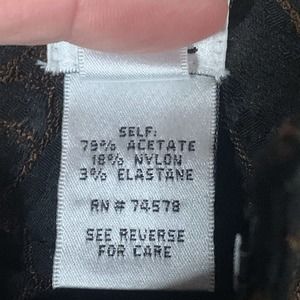 SELF:
79% ACETATE
18% NYLON
3% ELASTANE
RN # 74578
SEE REVERSE
FOR CARE